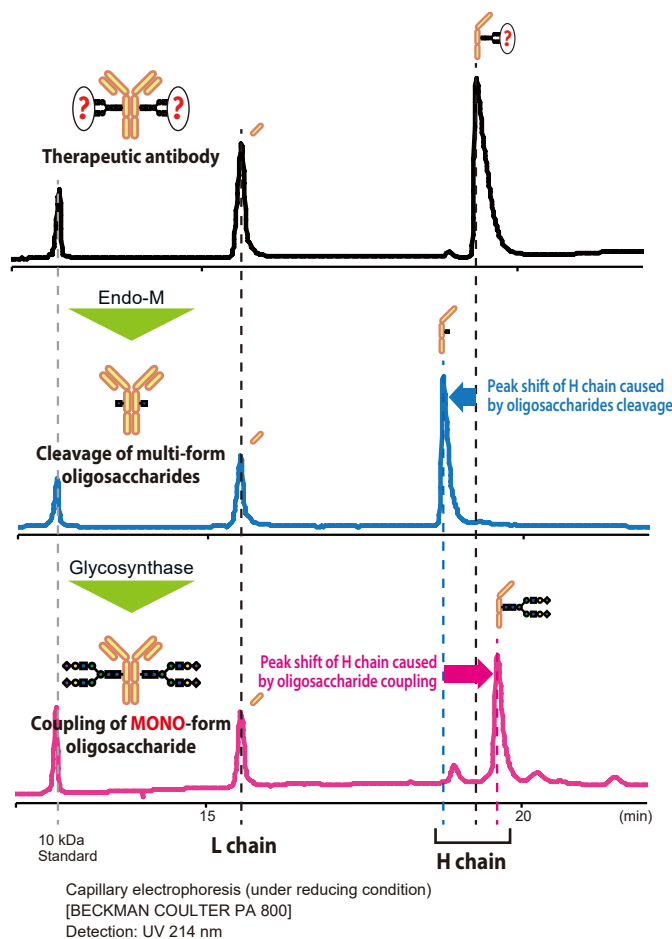 ?
?
?
Therapeutic antibody
Endo-M
Peak shift of H chain caused
by oligosaccharides cleavage
Cleavage of multi-form
oligosaccharides
Glycosynthase
Peak shift of H chain caused
by oligosaccharide coupling
Coupling of MONO-form
oligosaccharide
15
20
(min)
10 kDa
Standard
L chain
H chain
Capillary electrophoresis (under reducing condition)
[BECKMAN COULTER PA 800]
Detection: UV 214 nm